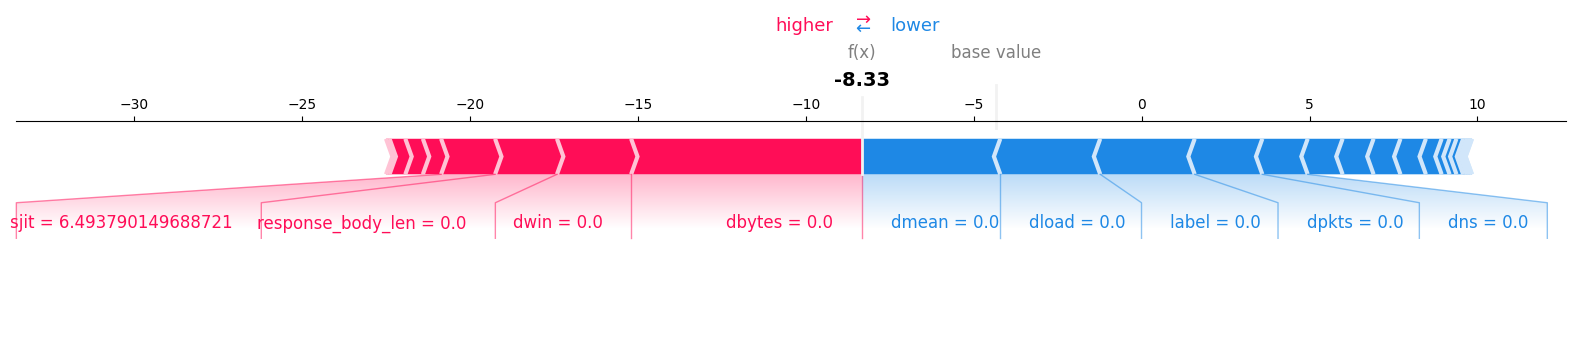 higher ⇄ lower
f(x) base value
-8.33
−30 −25 −20 −15 −10 −5 0 5 10
sjit = 6.493790149688721 response_body_len = 0.0 dwin = 0.0 dbytes = 0.0 dmean = 0.0 dload = 0.0 label = 0.0 dpkts = 0.0 dns = 0.0